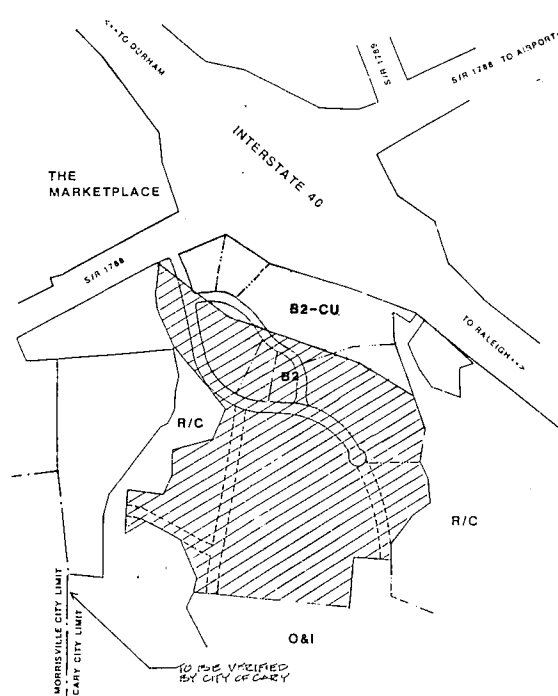 <---TO DURHAM
S/R 1789
S/R 1788 TO AIRPORT
INTERSTATE 40
THE
MARKETPLACE
S/R 1788
B2-CU
TO RALEIGH--->
B2
R/C
R/C
O&I
MORRISVILLE CITY LIMIT
CARY CITY LIMIT
TO BE VERIFIED
BY CITY OF CARY